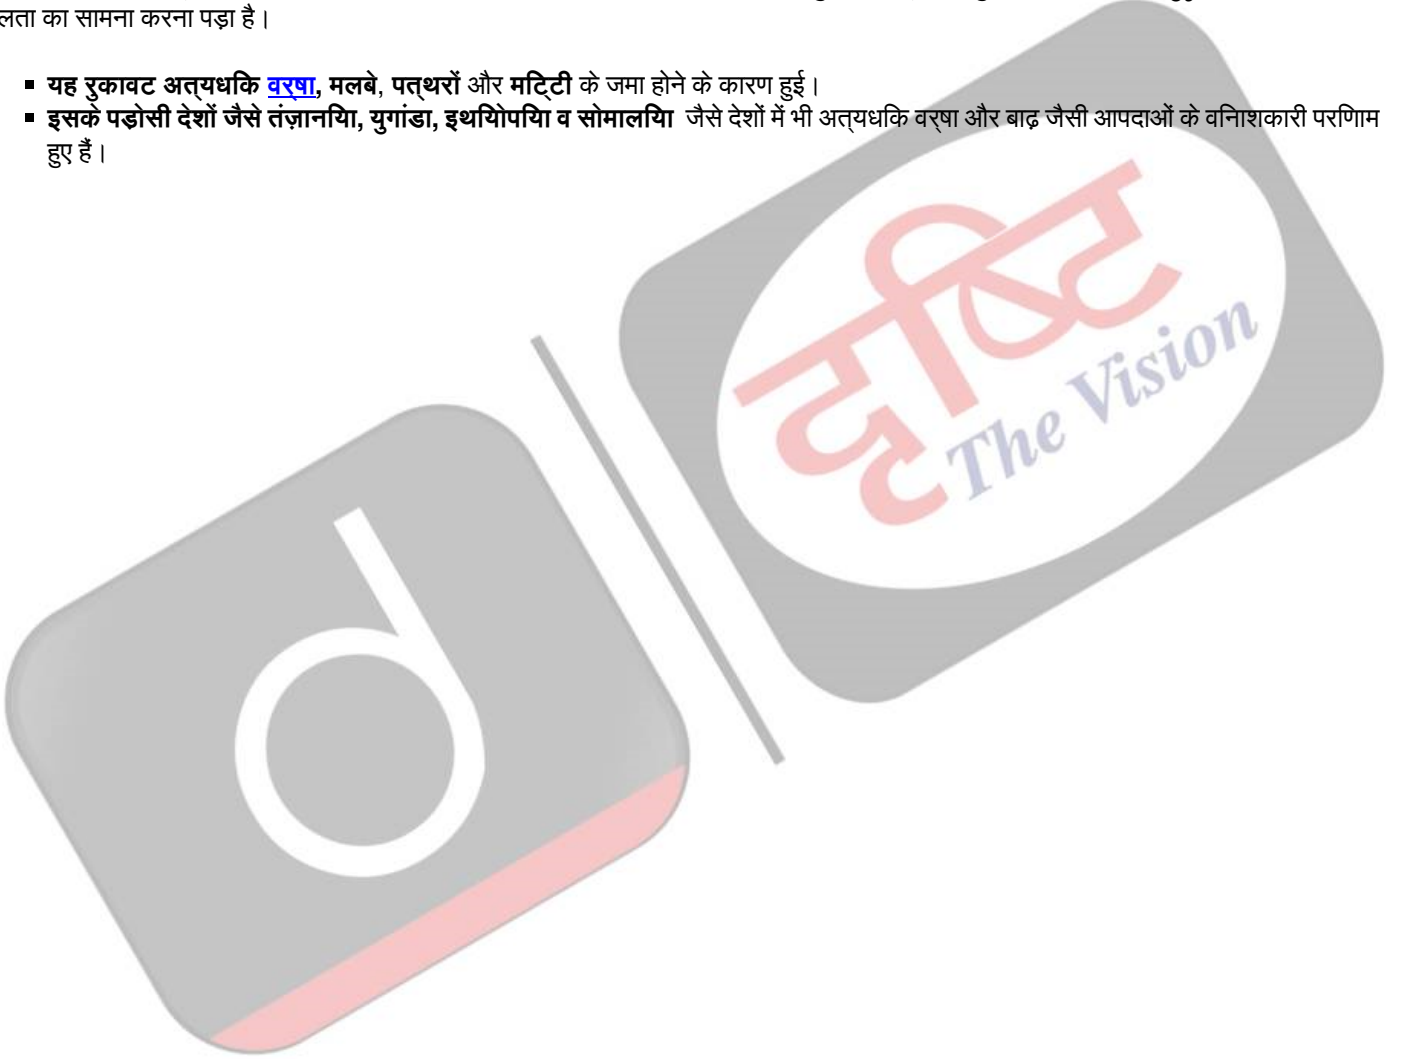 लता का सामना करना पड़ा है।
यह रुकावट अत्यधिक वर्षा, मलबे, पत्थरों और मिट्टी के जमा होने के कारण हुई।
इसके पड़ोसी देशों जैसे तंज़ानिया, युगांडा, इथियोपिया व सोमालिया जैसे देशों में भी अत्यधिक वर्षा और बाढ़ जैसी आपदाओं के विनाशकारी परिणाम
हुए हैं।
दृष्टि
The Vision
d